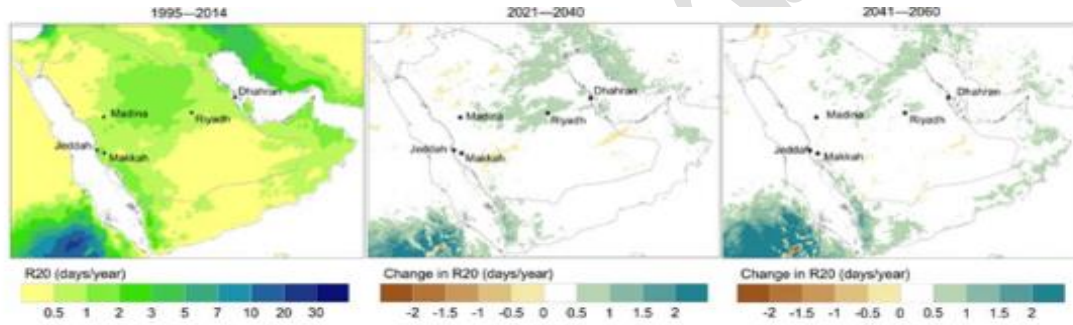 1995—2014
2021—2040
2041—2060
Dhahran
Madina
Riyadh
Jeddah
Makkah
Dhahran
Madina
Riyadh
Jeddah
Makkah
Dhahran
Madina
Riyadh
Jeddah
Makkah
R20 (days/year)
0.5 1 2 3 5 7 10 20 30
Change in R20 (days/year)
-2 -1.5 -1 -0.5 0 0.5 1 1.5 2
Change in R20 (days/year)
-2 -1.5 -1 -0.5 0 0.5 1 1.5 2